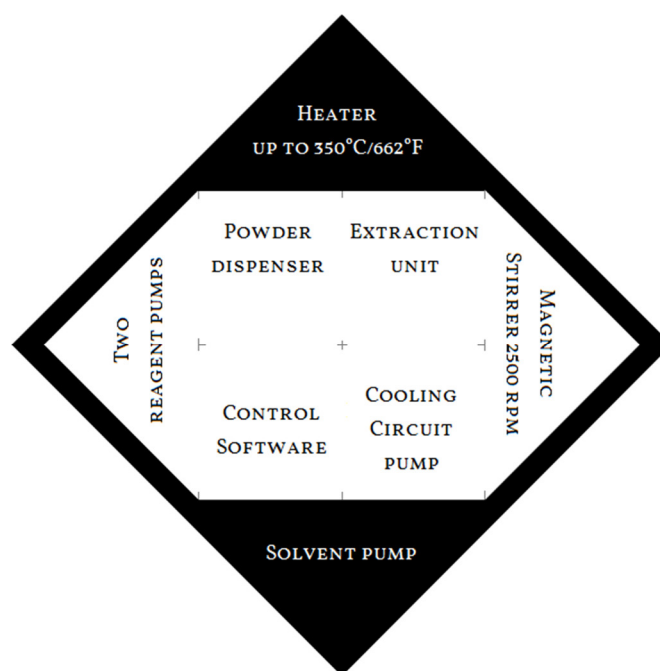 Heater
up to 350°C/662°F
Powder
dispenser
Extraction
unit
Two
reagent pumps
Magnetic
Stirrer 2500 rpm
Control
Software
Cooling
Circuit
pump
Solvent pump